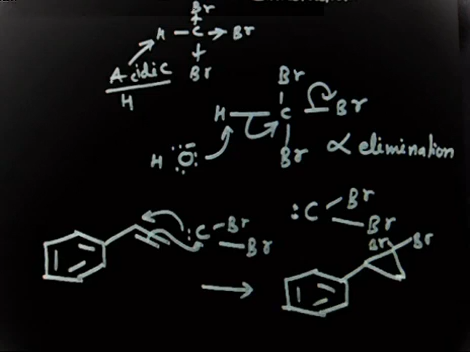 Br
H - C → Br
Br
Acidic
H
Br
H C - Br
Br
H Ö:
α elimination
:C Br
Br
:C Br
Br
Br Br